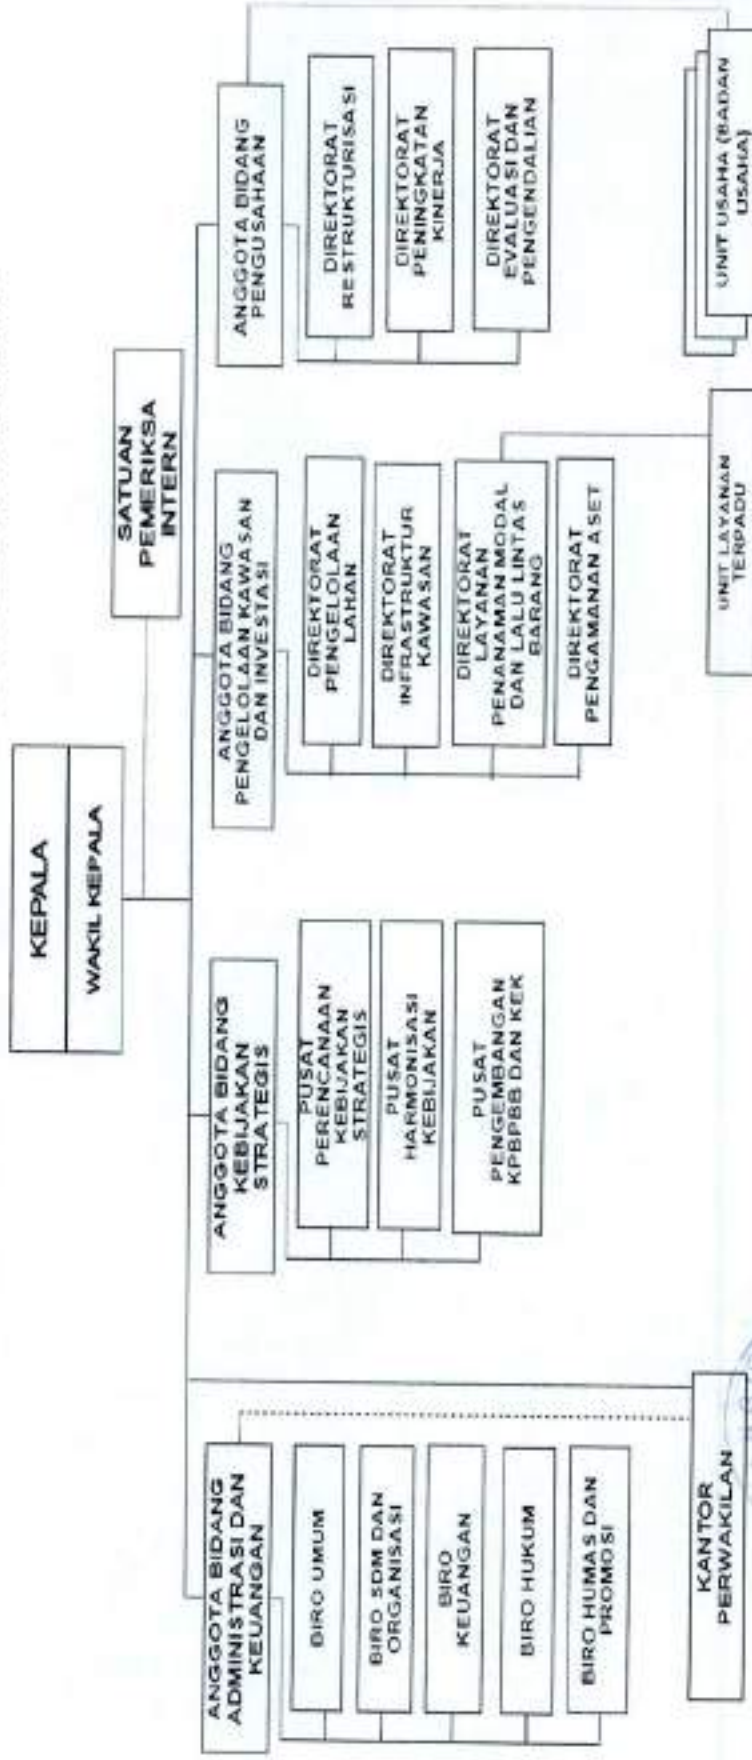 KEPALA
WAKIL KEPALA
SATUAN
PEMERIKSA
INTERN
ANGGOTA BIDANG
ADMINISTRASI DAN
KEUANGAN
BIRO UMUM
BIRO SDM DAN
ORGANISASI
BIRO
KEUANGAN
BIRO HUKUM
BIRO HUMAS DAN
PROMOSI
KANTOR
PERWAKILAN
ANGGOTA BIDANG
KEBIJAKAN
STRATEGIS
PUSAT
PERENCANAAN
KEBIJAKAN
STRATEGIS
PUSAT
HARMONISASI
KEBIJAKAN
PUSAT
PENGEMBANGAN
KPBPBB DAN KEK
ANGGOTA BIDANG
PENGELOLAAN KAWASAN
DAN INVESTASI
DIREKTORAT
PENGELOLAAN
LAHAN
DIREKTORAT
INFRASTRUKTUR
KAWASAN
DIREKTORAT
LAYANAN
PENANAMAN MODAL
DAN LALU LINTAS
BARANG
DIREKTORAT
PENGAMANAN ASET
UNIT LAYANAN
TERPADU
ANGGOTA BIDANG
PENGUSAHAAN
DIREKTORAT
RESTRUKTURISASI
DIREKTORAT
PENINGKATAN
KINERJA
DIREKTORAT
EVALUASI DAN
PENGENDALIAN
UNIT USAHA (BADAN
USAHA)